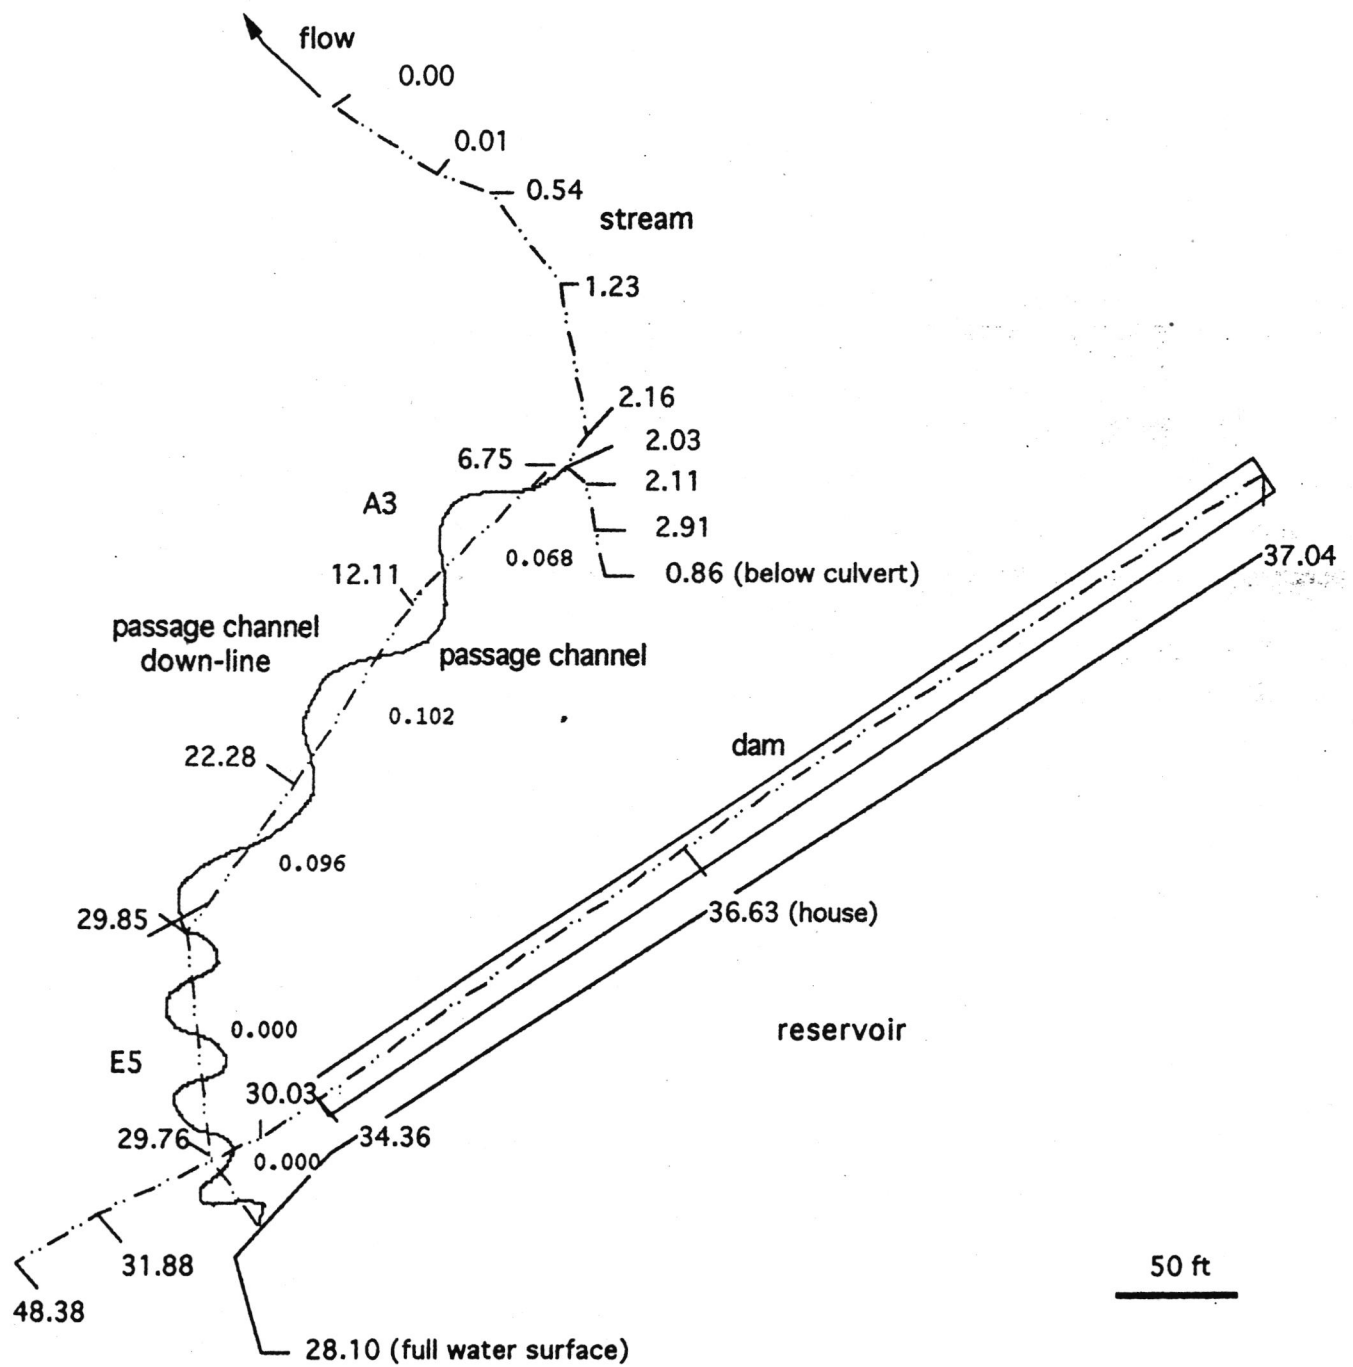 flow
0.00
0.01
0.54
stream
1.23
2.16
2.03
6.75
2.11
A3
2.91
0.068
37.04
12.11
0.86 (below culvert)
passage channel
down-line
passage channel
0.102
dam
22.28
0.096
29.85
36.63 (house)
0.000
reservoir
E5
30.03
29.76
34.36
0.000
31.88
50 ft
48.38
28.10 (full water surface)